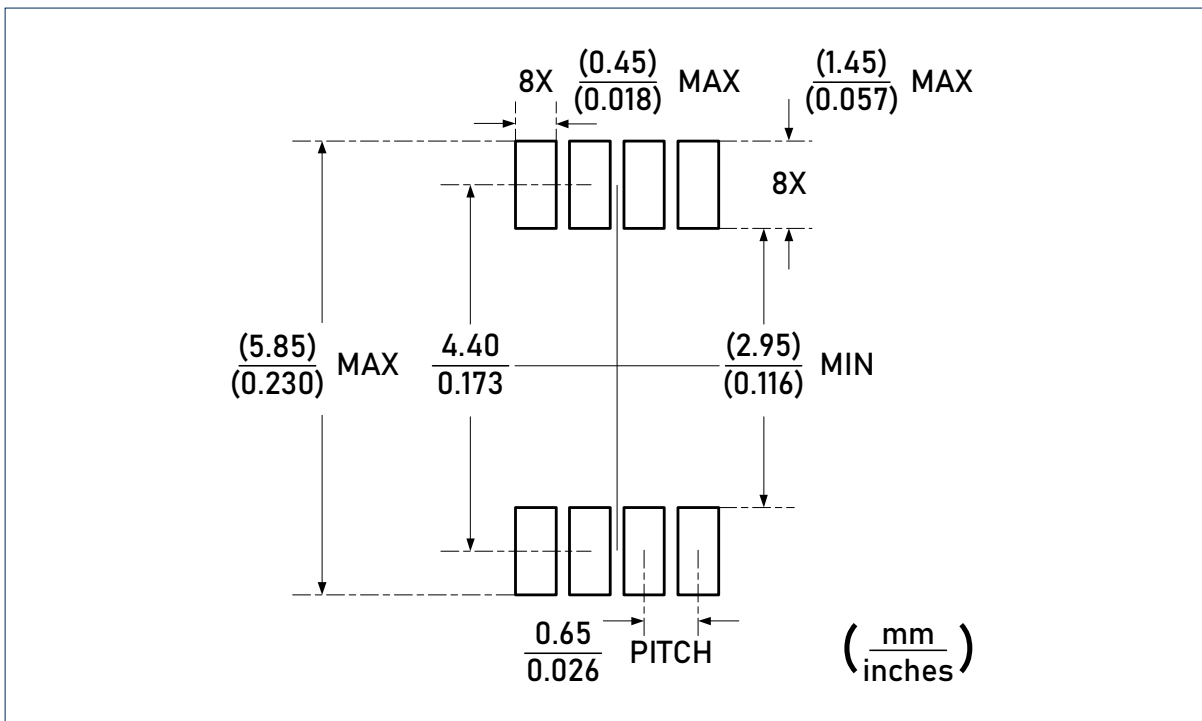 8X (0.45) MAX
(0.018)
(1.45) MAX
(0.057)
8X
(5.85) MAX
(0.230)
4.40
0.173
(2.95) MIN
(0.116)
0.65 PITCH
0.026
(mm
inches)